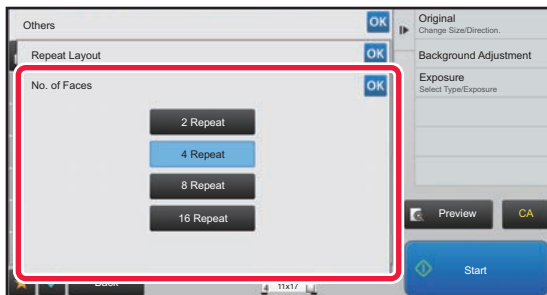 Others
OK
Repeat Layout
OK
No. of Faces
OK
2 Repeat
4 Repeat
8 Repeat
16 Repeat
Original
Change Size/Direction.
Background Adjustment
Exposure
Select Type/Exposure
Preview
CA
Start
11x17